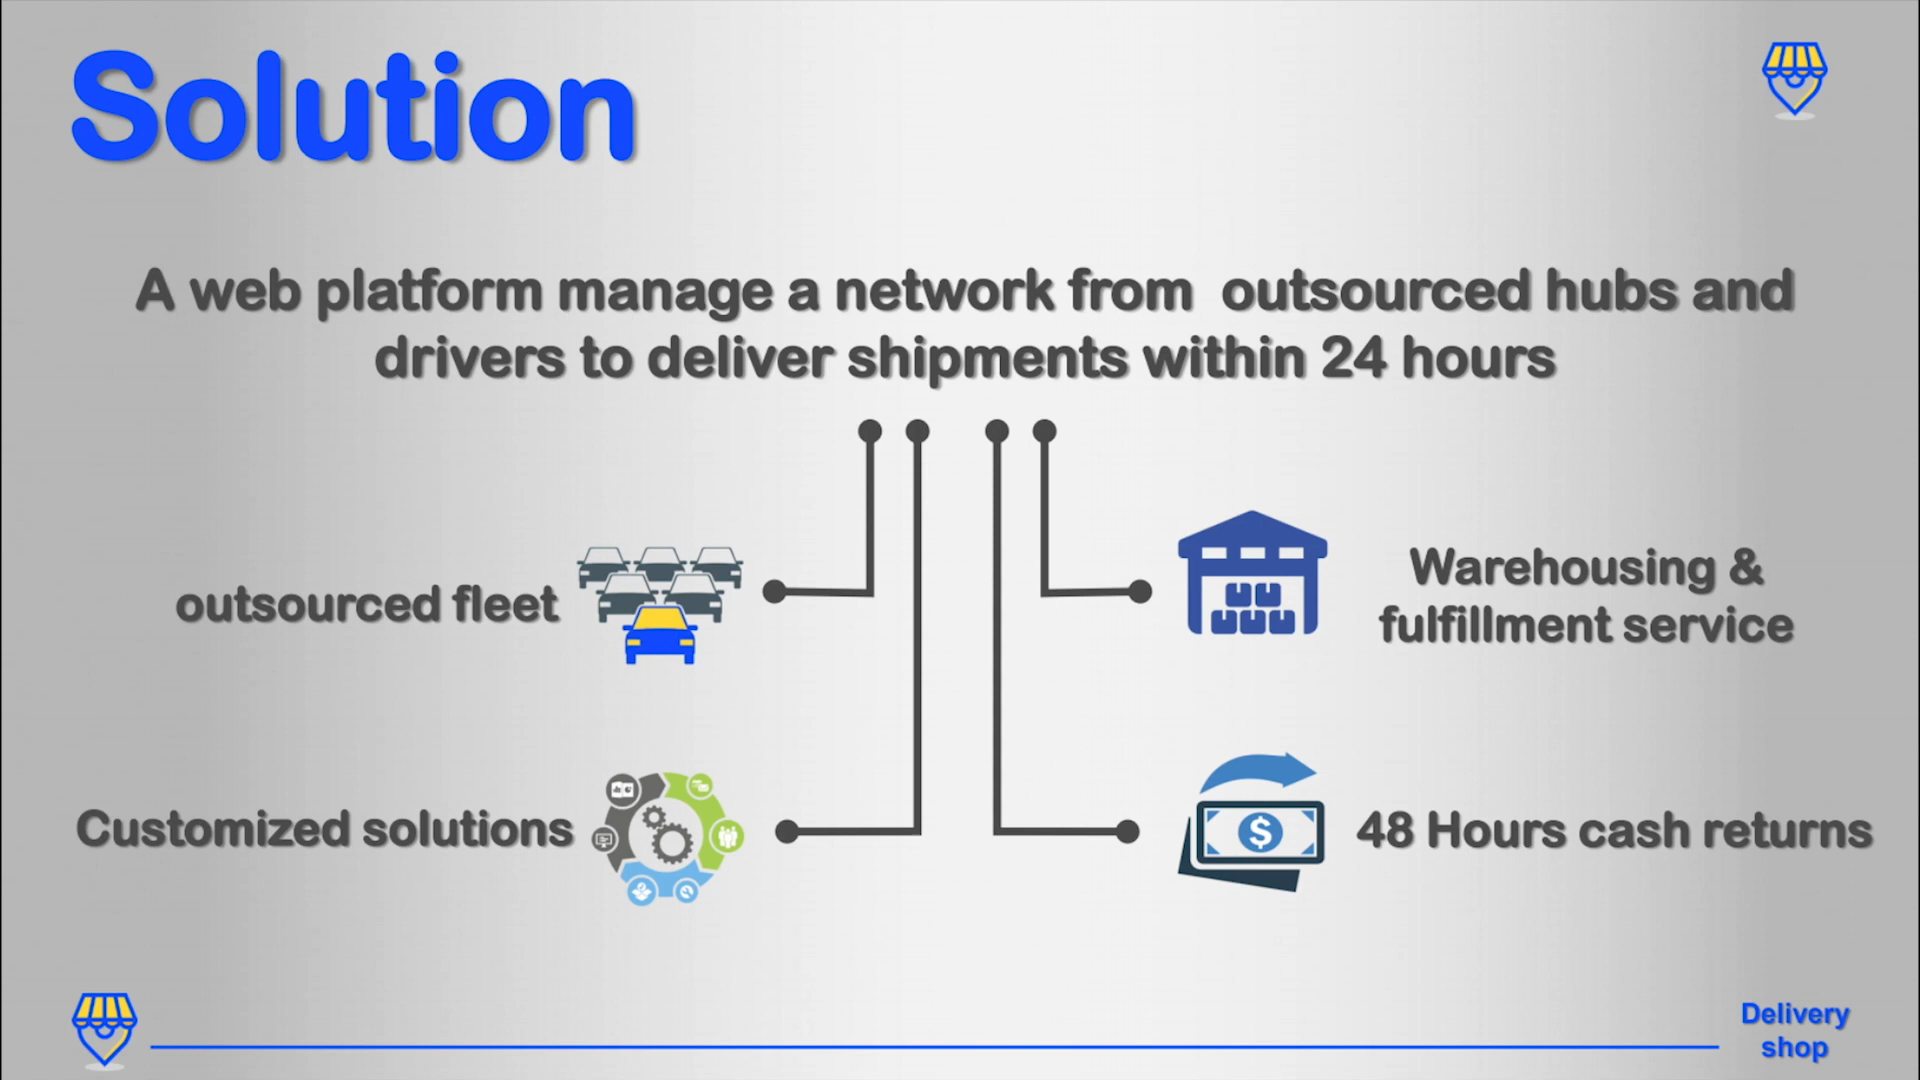 Solution
A web platform manage a network from outsourced hubs and
drivers to deliver shipments within 24 hours
outsourced fleet
Warehousing &
fulfillment service
Customized solutions
48 Hours cash returns
Delivery
shop